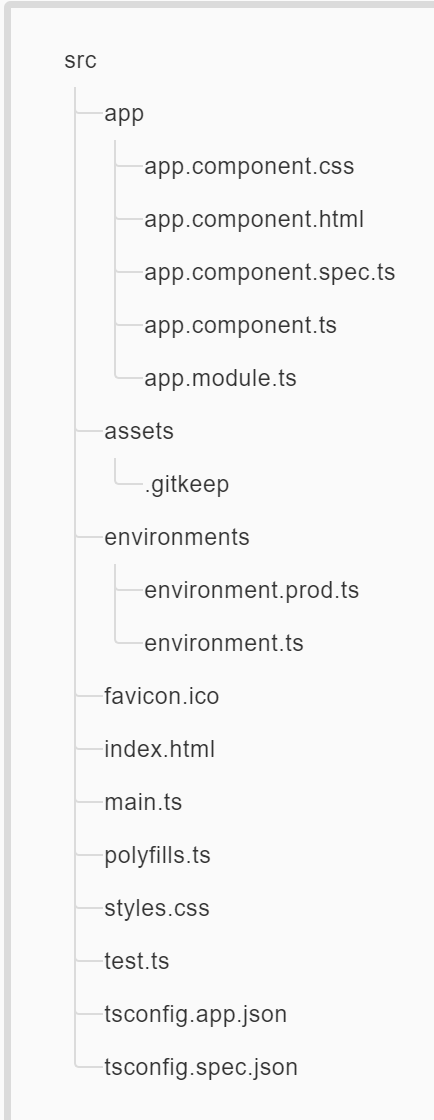 src
app
app.component.css
app.component.html
app.component.spec.ts
app.component.ts
app.module.ts
assets
.gitkeep
environments
environment.prod.ts
environment.ts
favicon.ico
index.html
main.ts
polyfills.ts
styles.css
test.ts
tsconfig.app.json
tsconfig.spec.json